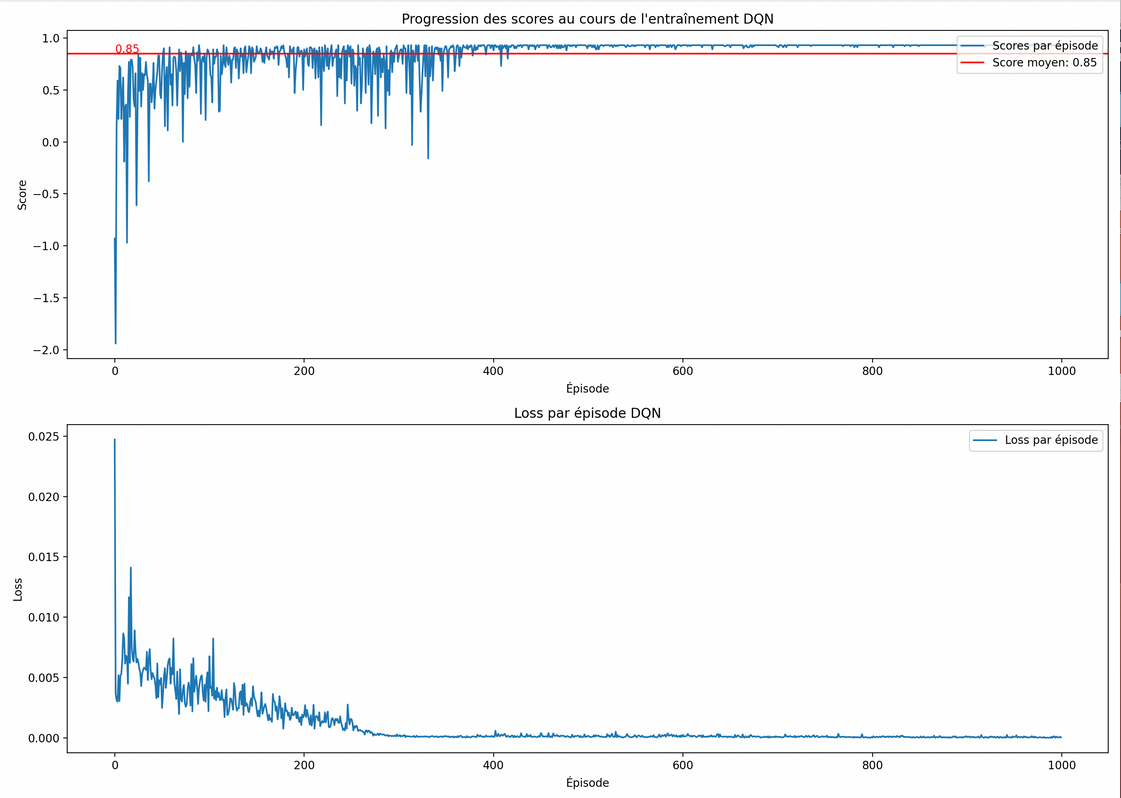 Progression des scores au cours de l'entraînement DQN
1.0
0.5
0.0
−0.5
−1.0
−1.5
−2.0
Score
0.85
Scores par épisode
Score moyen: 0.85
0 200 400 600 800 1000
Épisode
Loss par épisode DQN
0.025
0.020
0.015
0.010
0.005
0.000
Loss
Loss par épisode
0 200 400 600 800 1000
Épisode